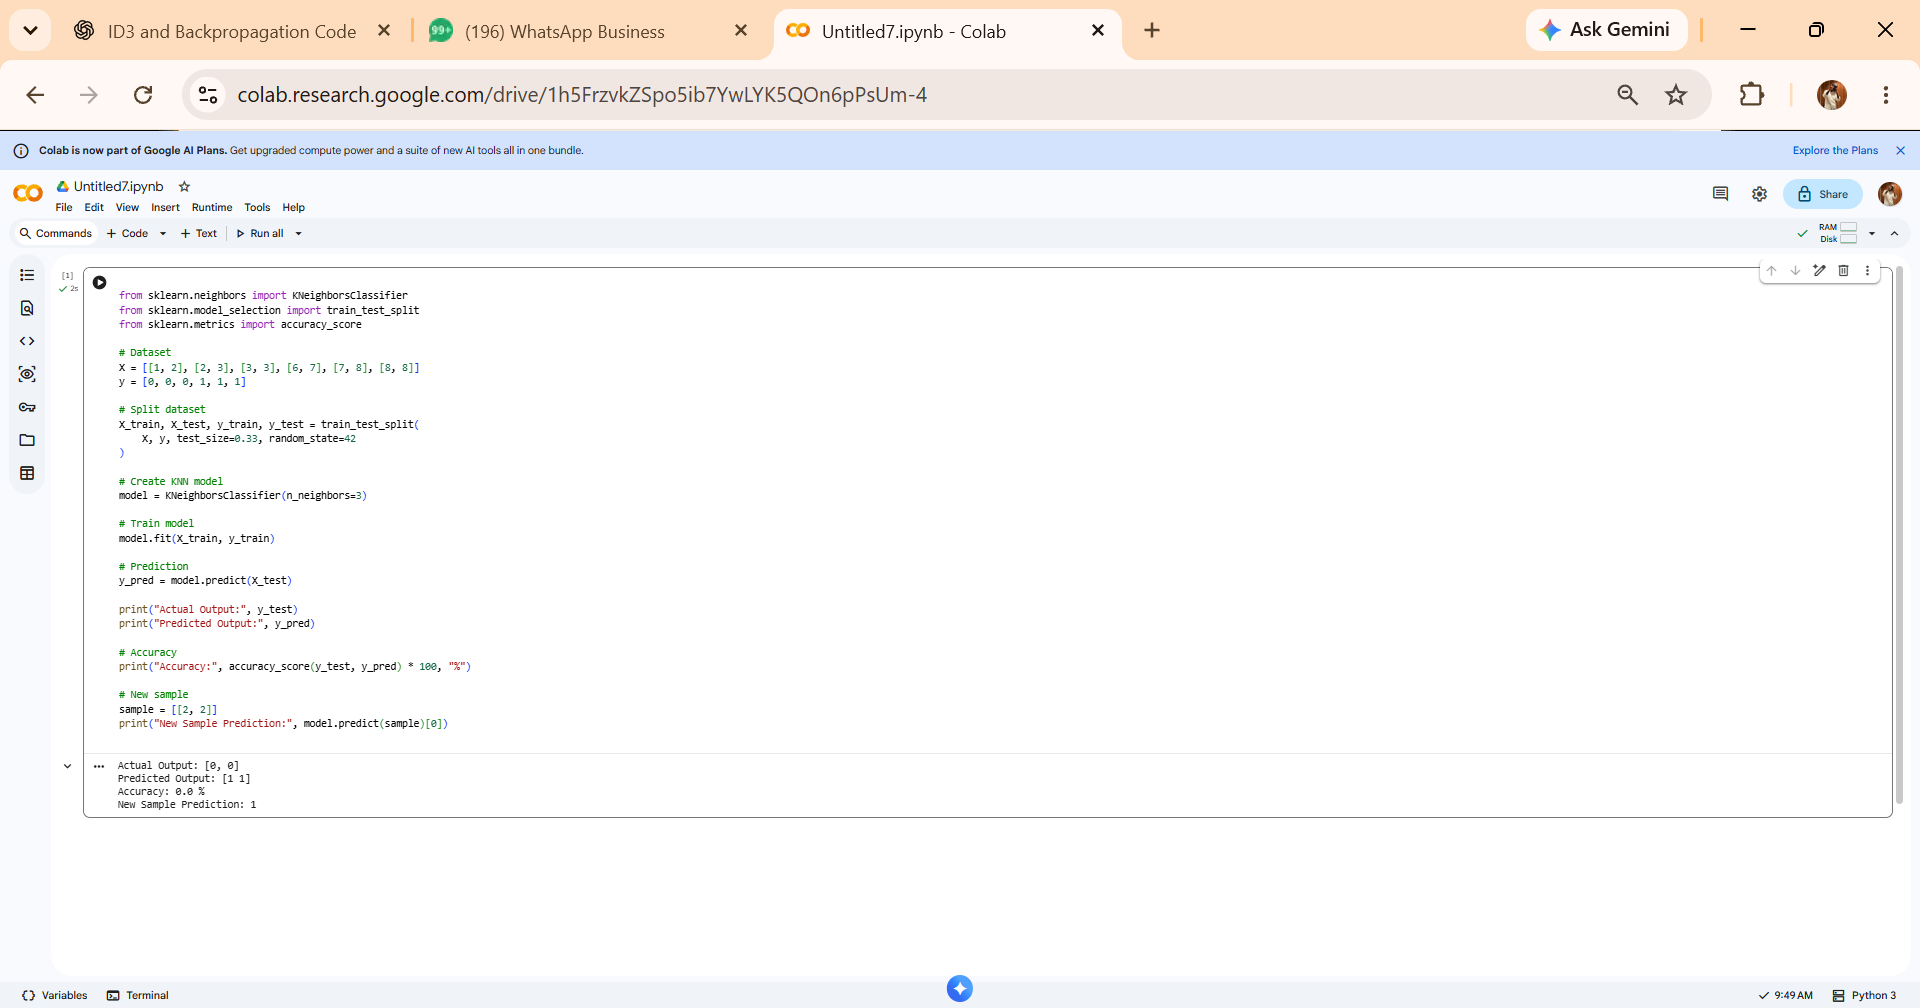 ID3 and Backpropagation Code
99+ (196) WhatsApp Business
Untitled7.ipynb - Colab
Ask Gemini
colab.research.google.com/drive/1h5FrzvkZSpo5ib7YwLYK5QOn6pPsUm-4
Colab is now part of Google AI Plans. Get upgraded compute power and a suite of new AI tools all in one bundle.
Explore the Plans
Untitled7.ipynb
File Edit View Insert Runtime Tools Help
Share
Commands + Code + Text Run all
RAM
Disk
[1]
2s
from sklearn.neighbors import KNeighborsClassifier
from sklearn.model_selection import train_test_split
from sklearn.metrics import accuracy_score
# Dataset
X = [[1, 2], [2, 3], [3, 3], [6, 7], [7, 8], [8, 8]]
y = [0, 0, 0, 1, 1, 1]
# Split dataset
X_train, X_test, y_train, y_test = train_test_split(
X, y, test_size=0.33, random_state=42
)
# Create KNN model
model = KNeighborsClassifier(n_neighbors=3)
# Train model
model.fit(X_train, y_train)
# Prediction
y_pred = model.predict(X_test)
print("Actual Output:", y_test)
print("Predicted Output:", y_pred)
# Accuracy
print("Accuracy:", accuracy_score(y_test, y_pred) * 100, "%")
# New sample
sample = [[2, 2]]
print("New Sample Prediction:", model.predict(sample)[0])
Actual Output: [0, 0]
Predicted Output: [1 1]
Accuracy: 0.0 %
New Sample Prediction: 1
Variables Terminal
9:49 AM Python 3